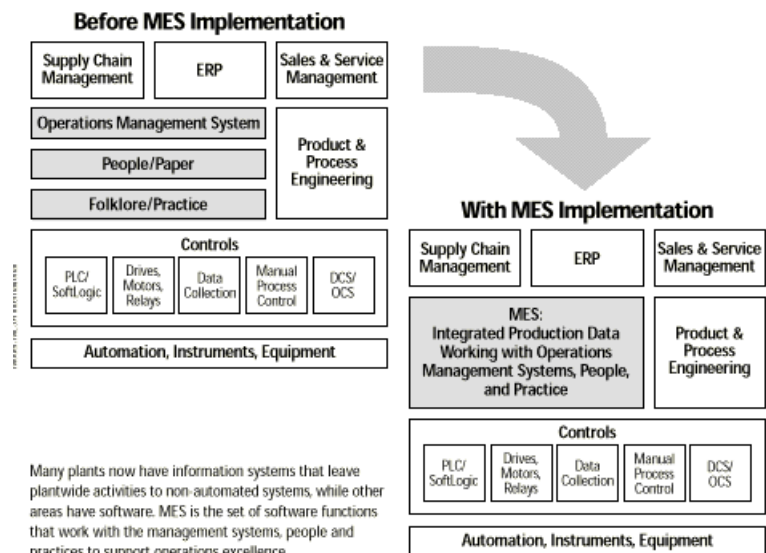 Before MES Implementation
Supply Chain
Management
ERP
Sales & Service
Management
Operations Management System
People/Paper
Folklore/Practice
Product &
Process
Engineering
Controls
PLC/
SoftLogic
Drives,
Motors,
Relays
Data
Collection
Manual
Process
Control
DCS/
OCS
Automation, Instruments, Equipment
With MES Implementation
Supply Chain
Management
ERP
Sales & Service
Management
MES:
Integrated Production Data
Working with Operations
Management Systems, People,
and Practice
Product &
Process
Engineering
Controls
PLC/
SoftLogic
Drives,
Motors,
Relays
Data
Collection
Manual
Process
Control
DCS/
OCS
Automation, Instruments, Equipment
Many plants now have information systems that leave
plantwide activities to non-automated systems, while other
areas have software. MES is the set of software functions
that work with the management systems, people and
practices to support operations excellence